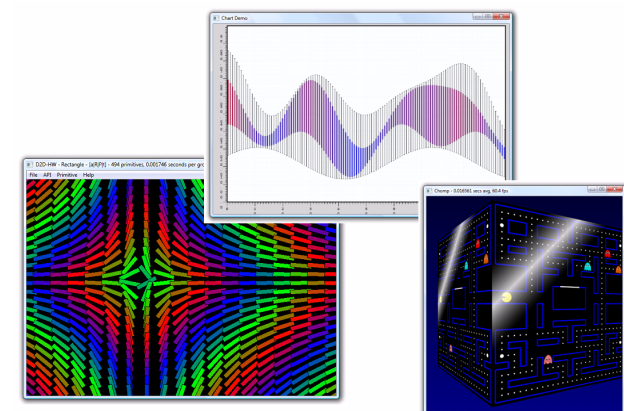 Chart Demo
D2D-HW - Rectangle - [a|R|P|t] - 494 primitives, 0.001746 seconds per gro
File API Primitive Help
Chomp - 0.016561 secs avg, 60.4 fps